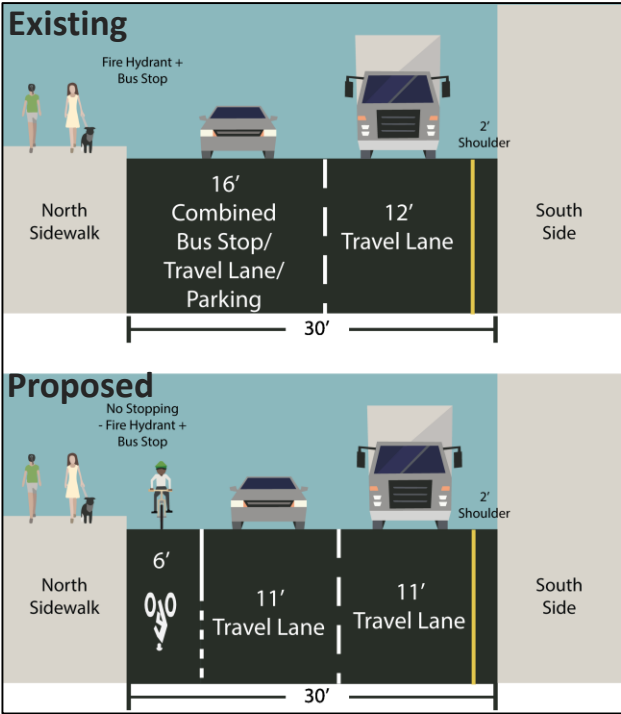 Existing
Fire Hydrant +
Bus Stop
2'
Shoulder
North
Sidewalk
16'
Combined
Bus Stop/
Travel Lane/
Parking
12'
Travel Lane
South
Side
30'
Proposed
No Stopping
- Fire Hydrant +
Bus Stop
2'
Shoulder
North
Sidewalk
6'
11'
Travel Lane
11'
Travel Lane
South
Side
30'